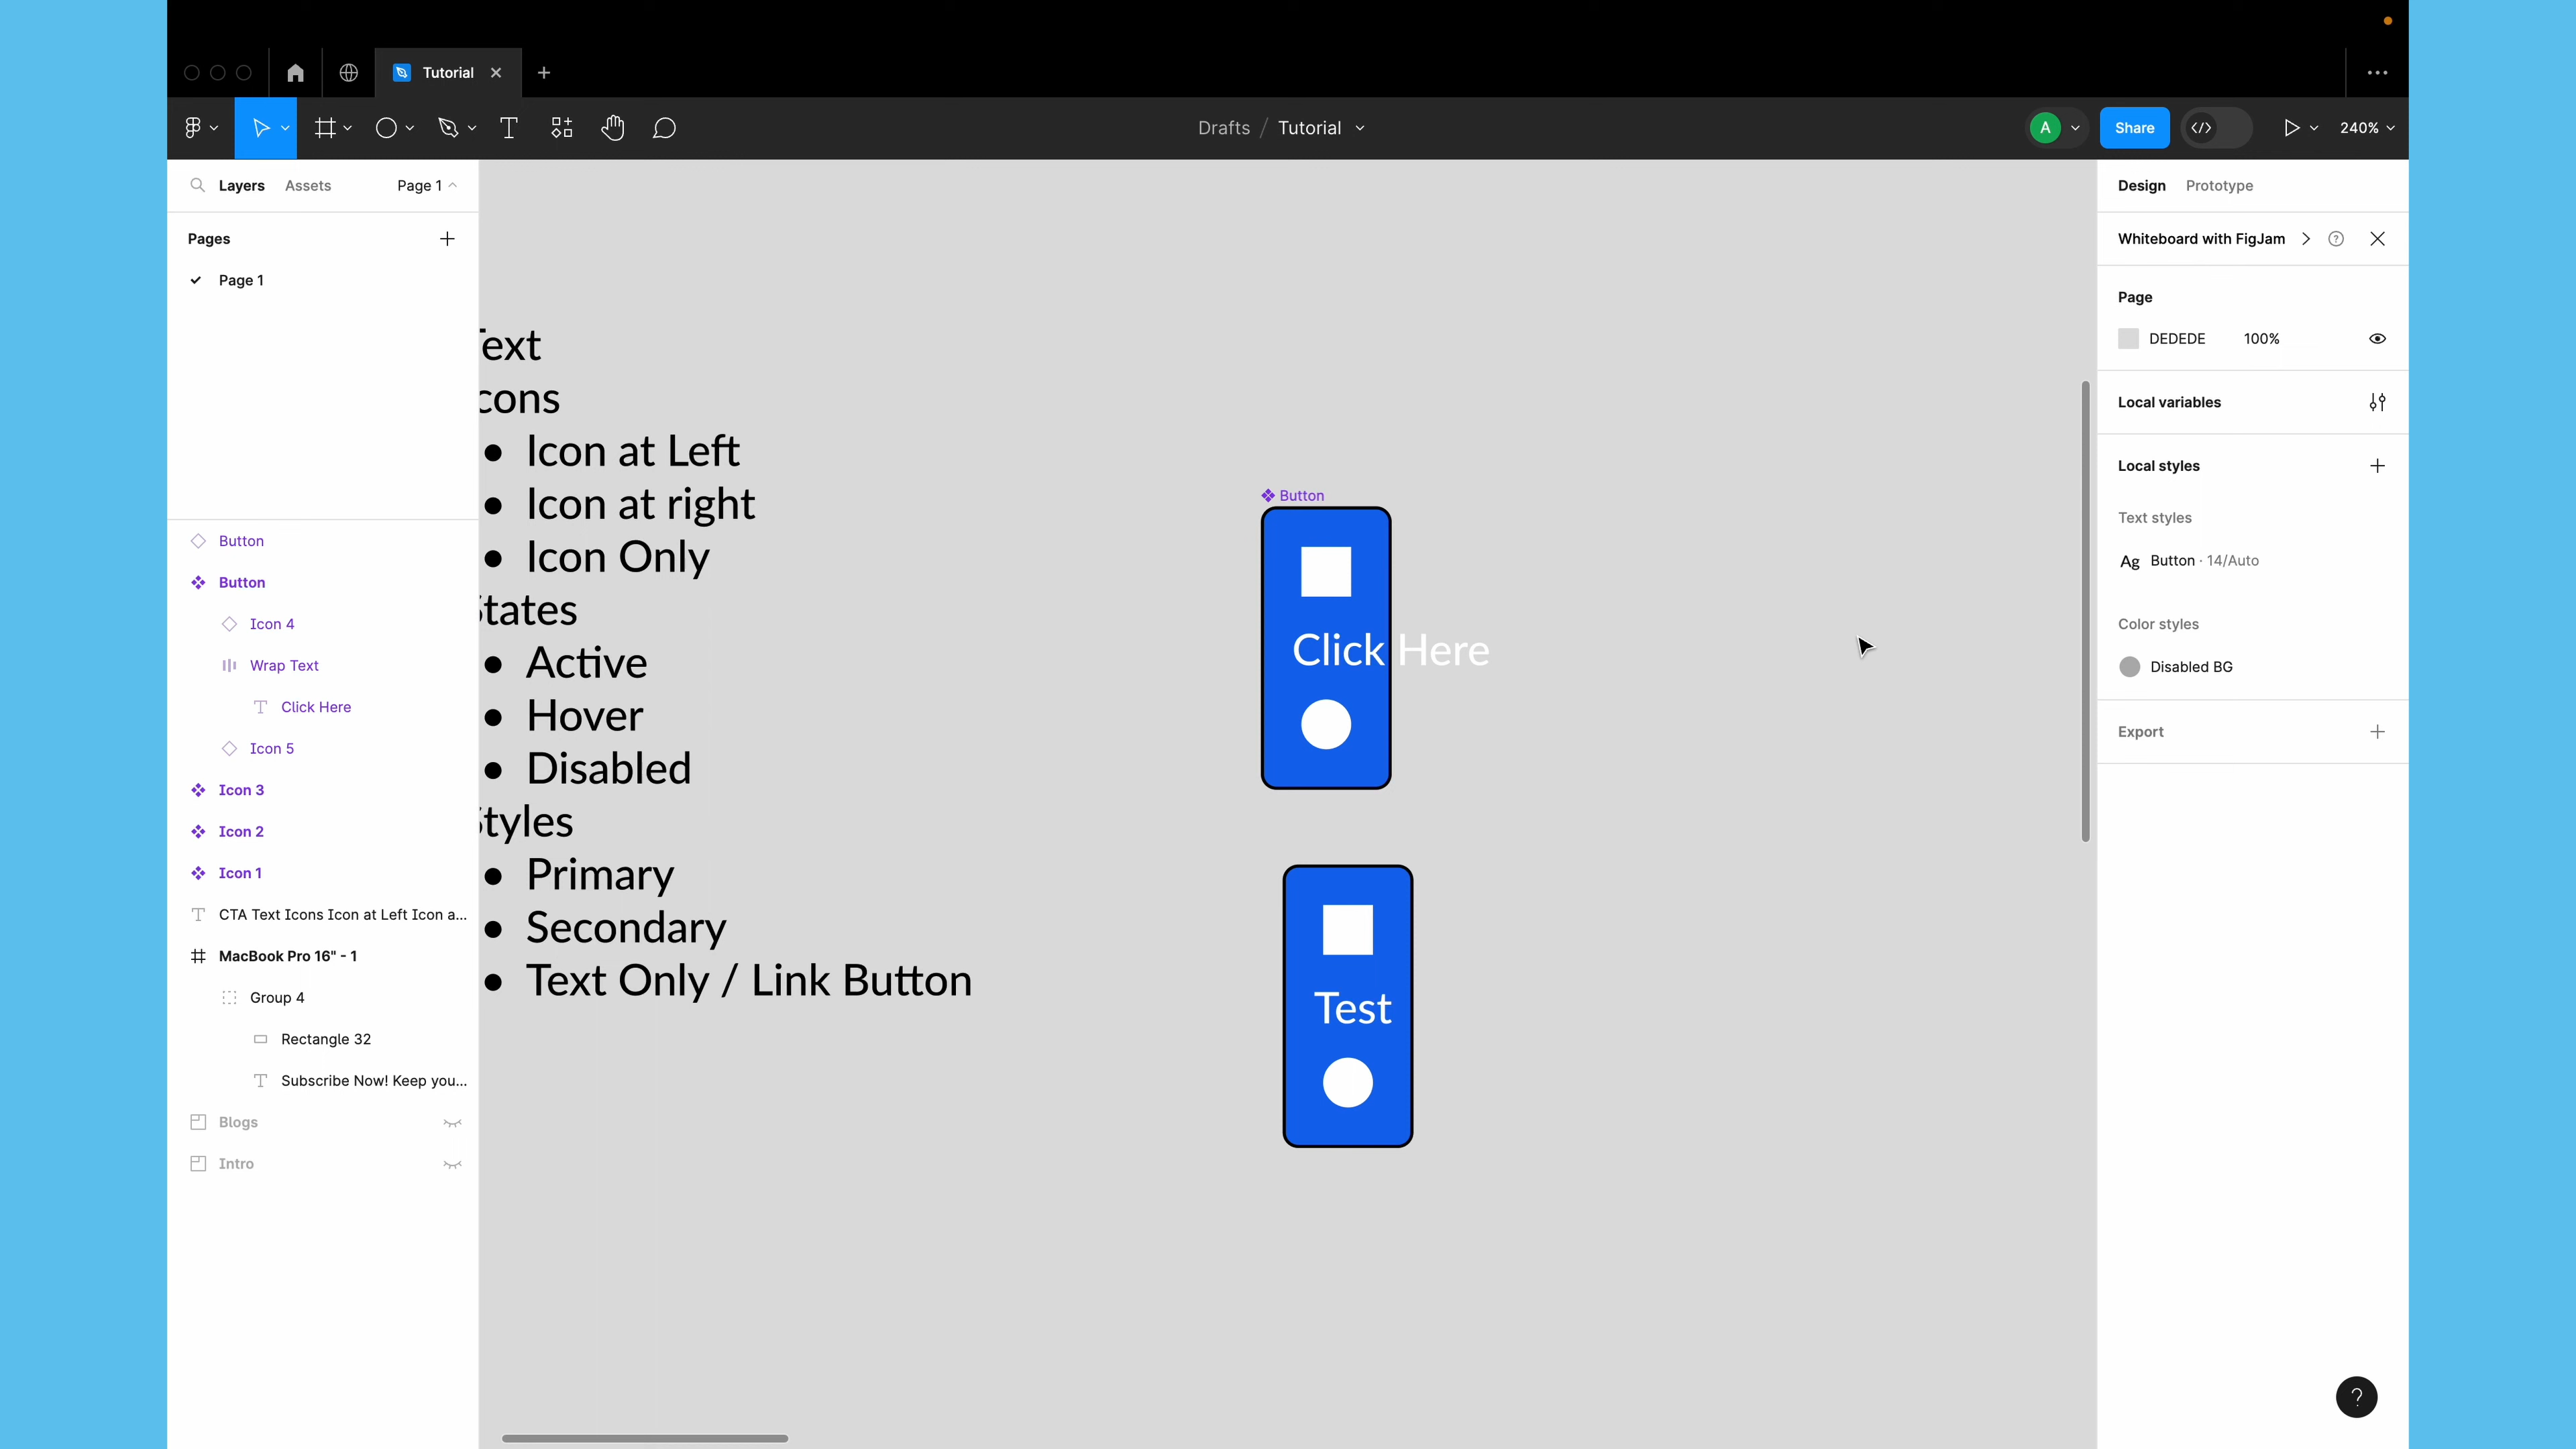 Tutorial
Drafts / Tutorial
A
Share
240%
Layers
Assets
Page 1
Pages
Page 1
Button
Button
Icon 4
Wrap Text
Click Here
Icon 5
Icon 3
Icon 2
Icon 1
CTA Text Icons Icon at Left Icon a...
MacBook Pro 16" - 1
Group 4
Rectangle 32
Subscribe Now! Keep you...
Blogs
Intro
Text
cons
• Icon at Left
• Icon at right
• Icon Only
States
• Active
• Hover
• Disabled
Styles
• Primary
• Secondary
• Text Only / Link Button
Button
Click Here
Test
Design
Prototype
Whiteboard with FigJam
?
Page
DEDEDE
100%
Local variables
Local styles
Text styles
Ag Button · 14/Auto
Color styles
Disabled BG
Export
?